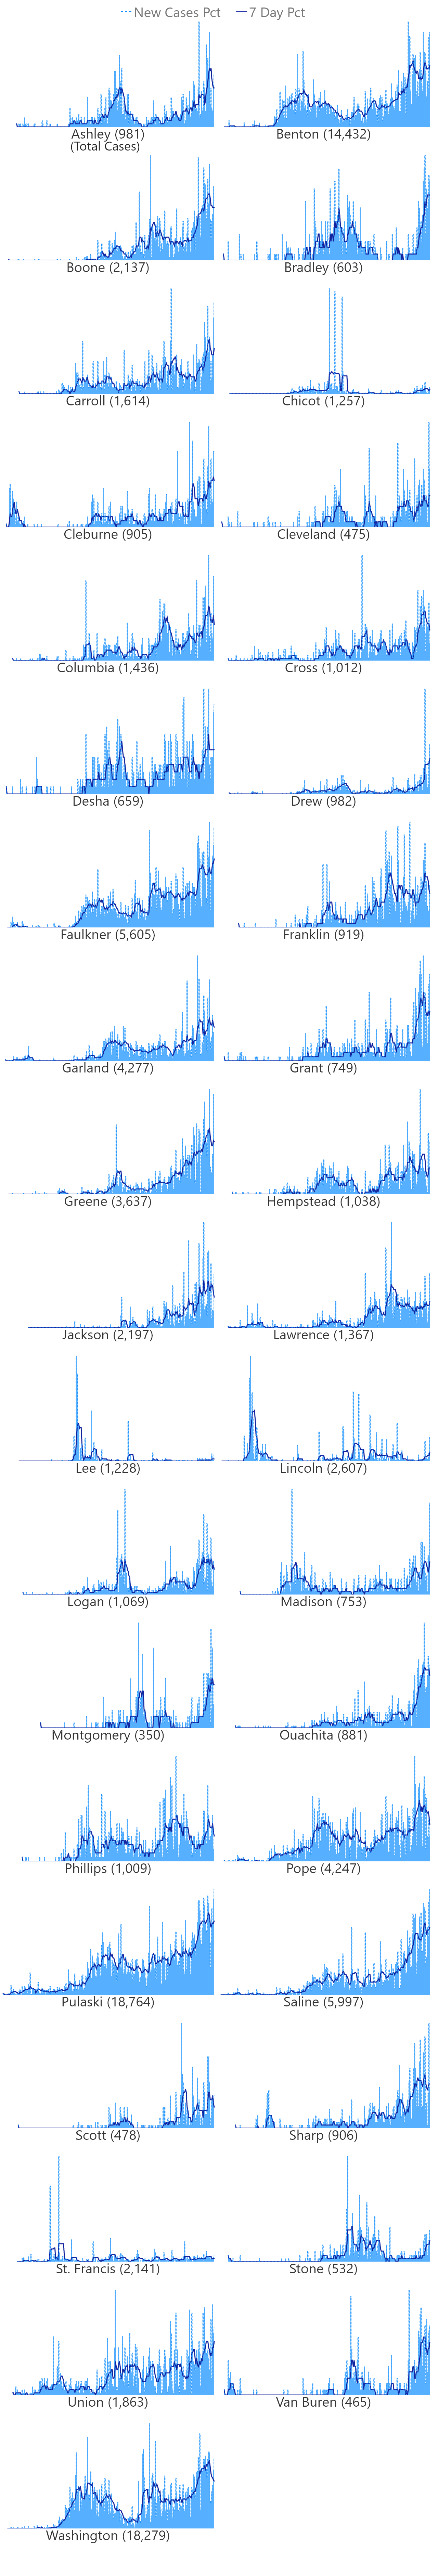 New Cases Pct 7 Day Pct
Ashley (981) Benton (14,432)
(Total Cases)
Boone (2,137) Bradley (603)
Carroll (1,614) Chicot (1,257)
Cleburne (905) Cleveland (475)
Columbia (1,436) Cross (1,012)
Desha (659) Drew (982)
Faulkner (5,605) Franklin (919)
Garland (4,277) Grant (749)
Greene (3,637) Hempstead (1,038)
Jackson (2,197) Lawrence (1,367)
Lee (1,228) Lincoln (2,607)
Logan (1,069) Madison (753)
Montgomery (350) Ouachita (881)
Phillips (1,009) Pope (4,247)
Pulaski (18,764) Saline (5,997)
Scott (478) Sharp (906)
St. Francis (2,141) Stone (532)
Union (1,863) Van Buren (465)
Washington (18,279)